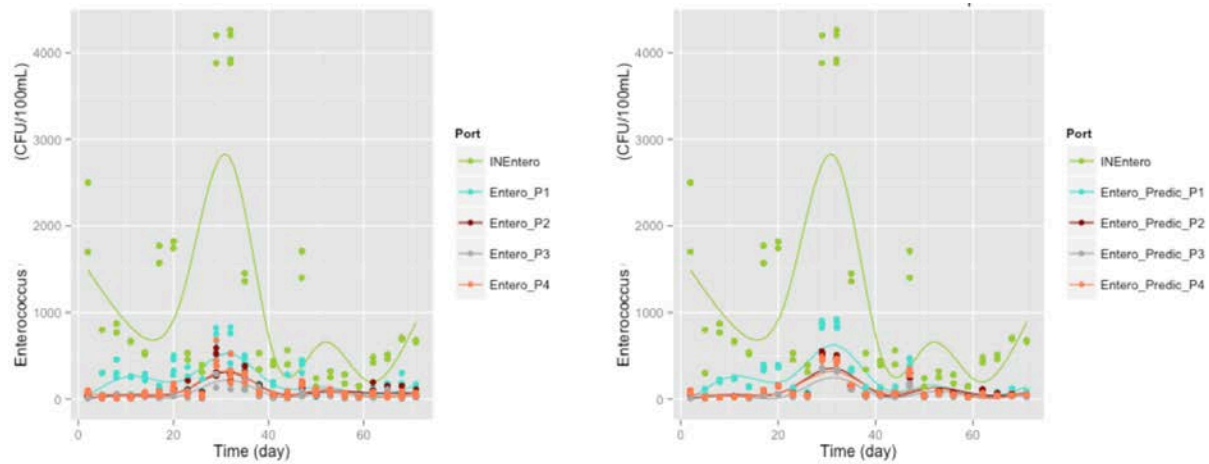 (CFU/100mL)
Enterococcus
4000
3000
2000
1000
0
0
20
40
60
Time (day)
Port
INEntero
Entero_P1
Entero_P2
Entero_P3
Entero_P4
(CFU/100mL)
Enterococcus
4000
3000
2000
1000
0
0
20
40
60
Time (day)
Port
INEntero
Entero_Predic_P1
Entero_Predic_P2
Entero_Predic_P3
Entero_Predic_P4